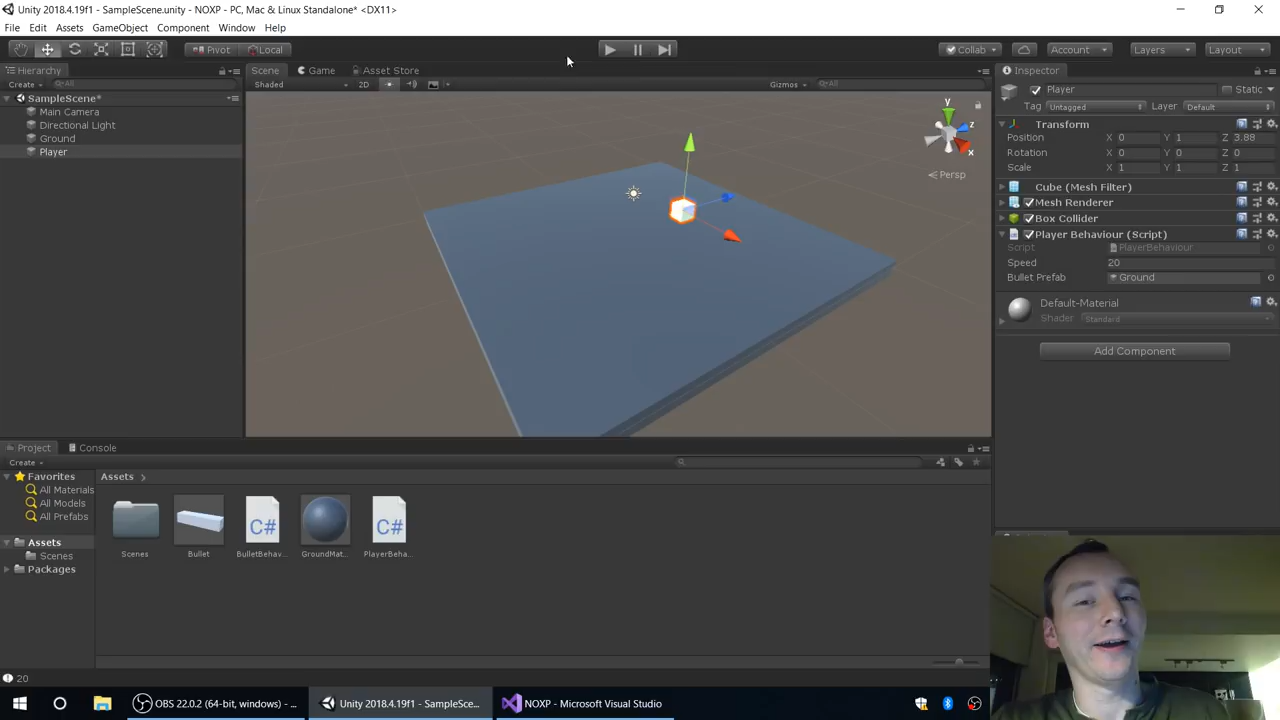 Unity 2018.4.19f1 - SampleScene.unity - NOXP - PC, Mac & Linux Standalone* <DX11>
File Edit Assets GameObject Component Window Help
Pivot Local Collab Account Layers Layout
Hierarchy Scene Game Asset Store Inspector
Create All Shaded 2D Gizmos All Player Static
SampleScene* Tag Untagged Layer Default
Main Camera Transform
Directional Light Position X 0 Y 1 Z 3.89
Ground Rotation X 0 Y 0 Z 0
Player Scale X 1 Y 1 Z 1
y z x
Persp
Cube (Mesh Filter)
Mesh Renderer
Box Collider
Player Behaviour (Script)
Script PlayerBehaviour
Speed 20
Bullet Prefab Ground
Default-Material
Shader Standard
Add Component
Project Console
Create
Favorites Assets
All Materials
All Models
All Prefabs
Assets
Scenes
Packages
C# C#
Scenes Bullet BulletBehav... GroundMat... PlayerBeha...
20
OBS 22.0.2 (64-bit, windows) - ... Unity 2018.4.19f1 - SampleSce... NOXP - Microsoft Visual Studio